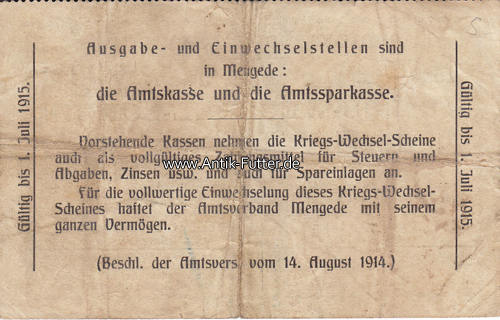 Ausgabe- und Einwechselstellen sind
in Mengede:
die Amtskasse und die Amtssparkasse.
Vorstehende Kassen nehmen die Kriegs-Wechsel-Scheine
auch als vollgültiges Zahlungsmittel für Steuern und
Abgaben, Zinsen usw. und auch für Spareinlagen an.
Für die vollwertige Einwechselung dieses Kriegs-Wechsel-
Scheines haftet der Amtsverband Mengede mit seinem
ganzen Vermögen.
(Beschl. der Amtsvers. vom 14. August 1914.)
Gültig bis 1. Juli 1915.
Gültig bis 1. Juli 1915.
www.Antik-Futter.de
5